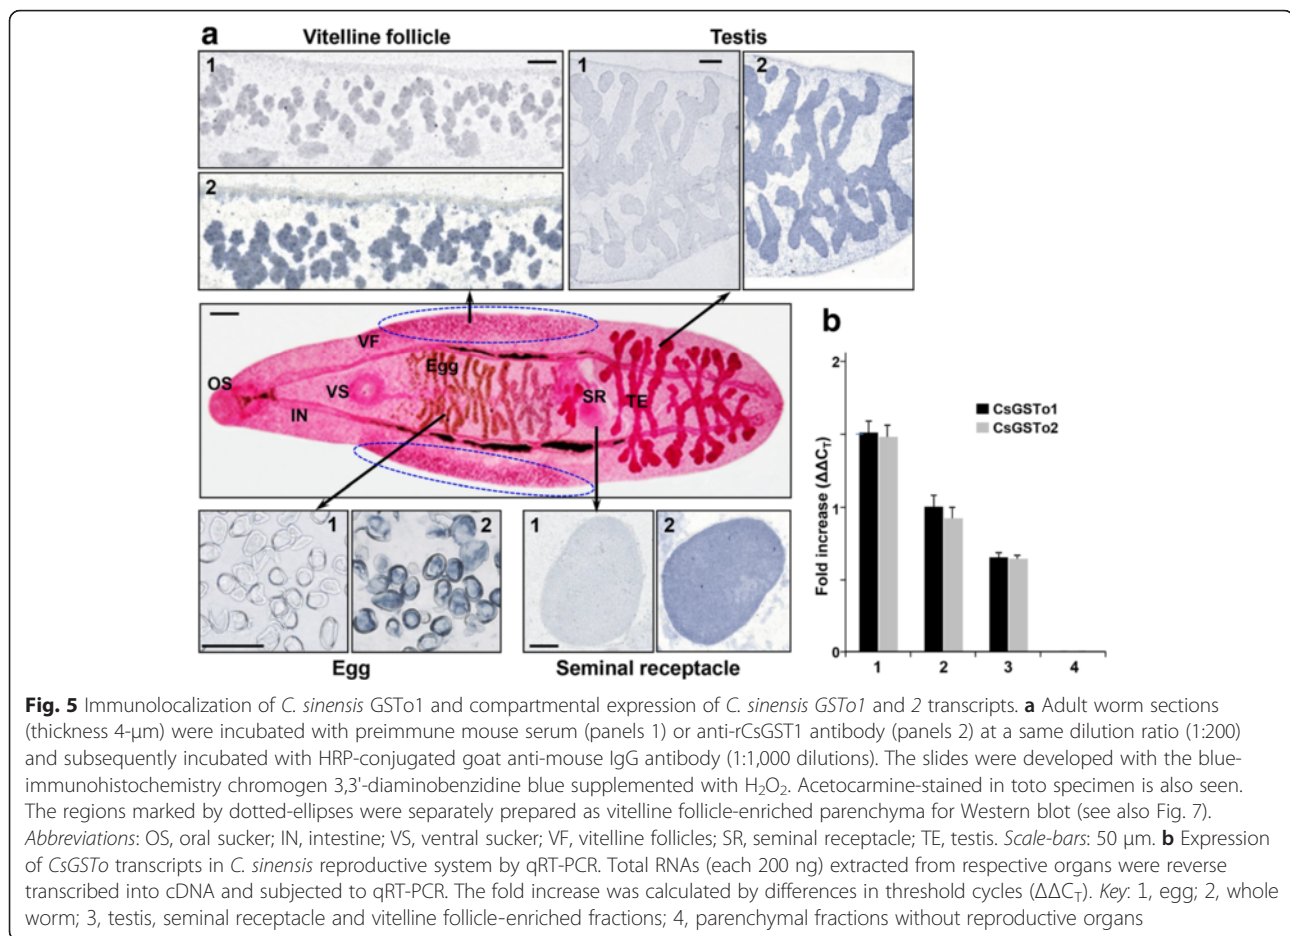 a
Vitelline follicle
Testis
1
1
2
2
b
VF
Egg
OS
VS
SR
TE
IN
1
2
1
2
Egg
Seminal receptacle
2
1
0
Fold increase (ΔΔC_T)
CsGSTo1
CsGSTo2
1 2 3 4
Fig. 5 Immunolocalization of C. sinensis GSTo1 and compartmental expression of C. sinensis GSTo1 and 2 transcripts. a Adult worm sections
(thickness 4-μm) were incubated with preimmune mouse serum (panels 1) or anti-rCsGST1 antibody (panels 2) at a same dilution ratio (1:200)
and subsequently incubated with HRP-conjugated goat anti-mouse IgG antibody (1:1,000 dilutions). The slides were developed with the blue-
immunohistochemistry chromogen 3,3'-diaminobenzidine blue supplemented with H₂O₂. Acetocarmine-stained in toto specimen is also seen.
The regions marked by dotted-ellipses were separately prepared as vitelline follicle-enriched parenchyma for Western blot (see also Fig. 7).
Abbreviations: OS, oral sucker; IN, intestine; VS, ventral sucker; VF, vitelline follicles; SR, seminal receptacle; TE, testis. Scale-bars: 50 μm. b Expression
of CsGSTo transcripts in C. sinensis reproductive system by qRT-PCR. Total RNAs (each 200 ng) extracted from respective organs were reverse
transcribed into cDNA and subjected to qRT-PCR. The fold increase was calculated by differences in threshold cycles (ΔΔC_T). Key: 1, egg; 2, whole
worm; 3, testis, seminal receptacle and vitelline follicle-enriched fractions; 4, parenchymal fractions without reproductive organs